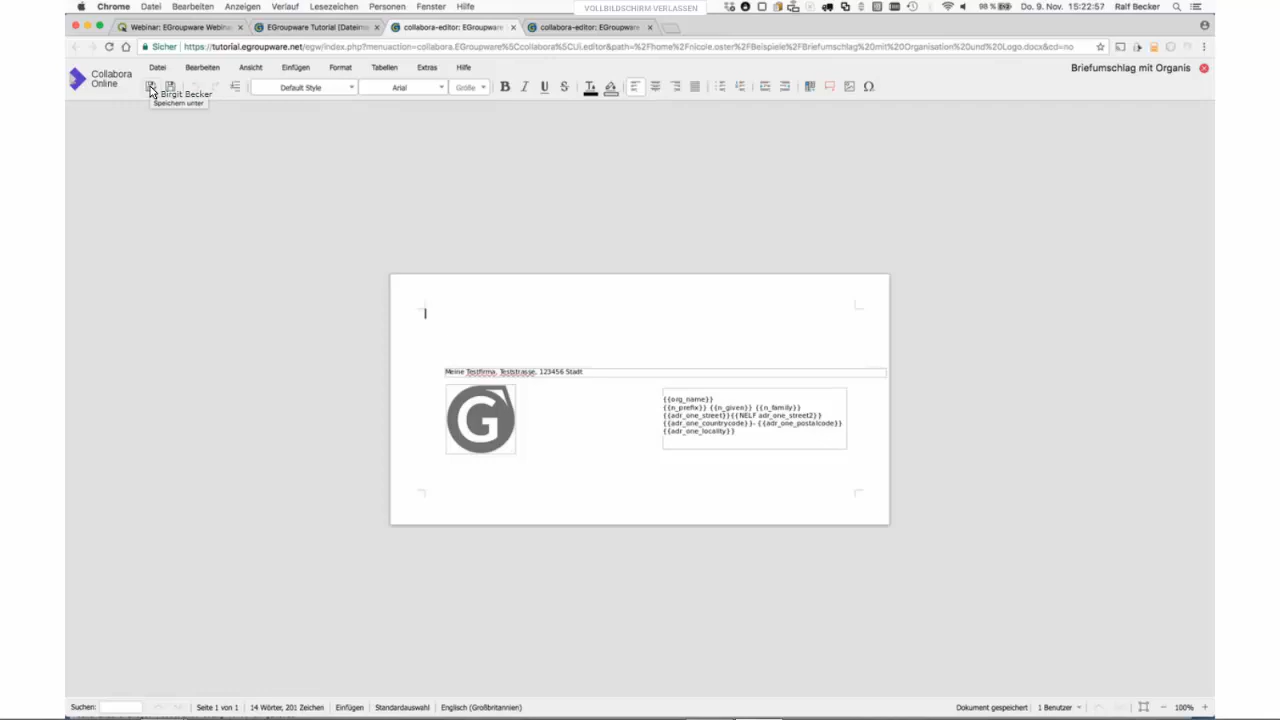 Chrome Datei Bearbeiten Anzeigen Verlauf Lesezeichen Personen Fenster Hilfe
VOLLBILDSCHIRM VERLASSEN
98 % Do. 9. Nov. 15:22:57 Ralf Becker
Webinar: EGroupware Webina
EGroupware Tutorial [Dateima
collabora-editor: EGroupware
collabora-editor: EGroupware
Sicher https://tutorial.egroupware.net/egw/index.php?menuaction=collabora.EGroupware%5Ccollabora%5CUi.editor&path=%2Fhome%2Fnicole.oster%2FBeispiele%2FBriefumschlag%20mit%20Organisation%20und%20Logo.docx&cd=no
Collabora Online
Datei Bearbeiten Ansicht Einfügen Format Tabellen Extras Hilfe
Briefumschlag mit Organis
Default Style Arial Größe B I U S
Birgit Becker
Speichern unter
Meine Testfirma, Teststrasse, 123456 Stadt
G
{{org_name}}
{{n_prefix}} {{n_given}} {{n_family}}
{{adr_one_street}}{{NELF adr_one_street2}}
{{adr_one_countrycode}}- {{adr_one_postalcode}}
{{adr_one_locality}}
Suchen: Seite 1 von 1 14 Wörter, 201 Zeichen Einfügen Standardauswahl Englisch (Großbritannien) Dokument gespeichert 1 Benutzer 100%